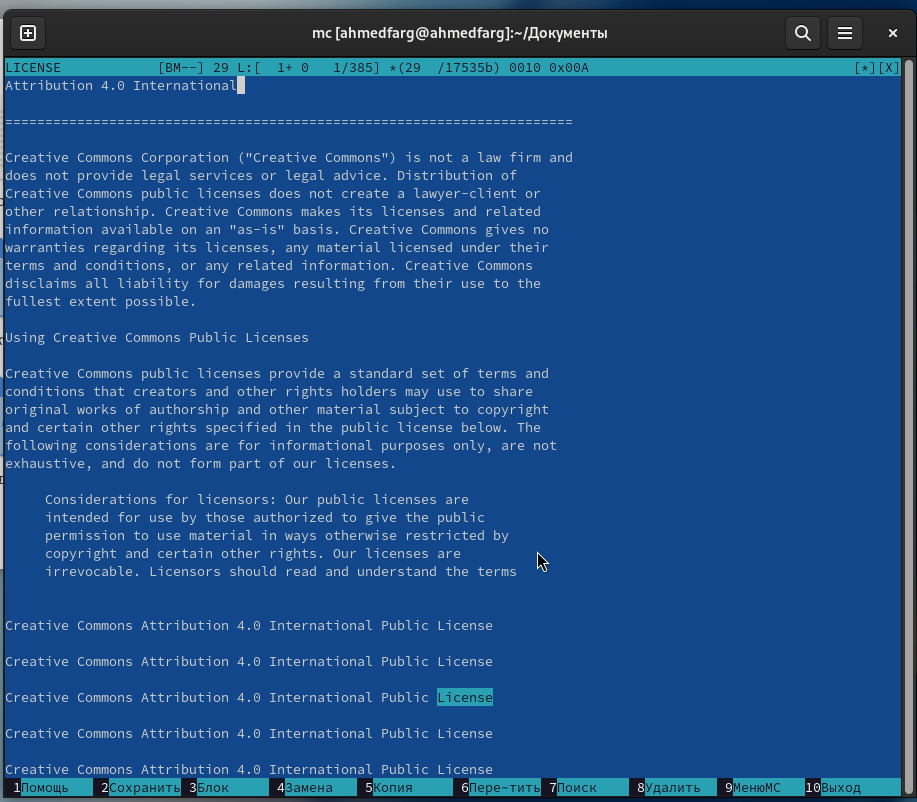 mc [ahmedfarg@ahmedfarg]:~/Документы
LICENSE [BM--] 29 L:[ 1+ 0 1/385] *(29 /17535b) 0010 0x00A [*][X]
Attribution 4.0 International
=======================================================================
Creative Commons Corporation ("Creative Commons") is not a law firm and
does not provide legal services or legal advice. Distribution of
Creative Commons public licenses does not create a lawyer-client or
other relationship. Creative Commons makes its licenses and related
information available on an "as-is" basis. Creative Commons gives no
warranties regarding its licenses, any material licensed under their
terms and conditions, or any related information. Creative Commons
disclaims all liability for damages resulting from their use to the
fullest extent possible.
Using Creative Commons Public Licenses
Creative Commons public licenses provide a standard set of terms and
conditions that creators and other rights holders may use to share
original works of authorship and other material subject to copyright
and certain other rights specified in the public license below. The
following considerations are for informational purposes only, are not
exhaustive, and do not form part of our licenses.
Considerations for licensors: Our public licenses are
intended for use by those authorized to give the public
permission to use material in ways otherwise restricted by
copyright and certain other rights. Our licenses are
irrevocable. Licensors should read and understand the terms
Creative Commons Attribution 4.0 International Public License
Creative Commons Attribution 4.0 International Public License
Creative Commons Attribution 4.0 International Public License
Creative Commons Attribution 4.0 International Public License
Creative Commons Attribution 4.0 International Public License
1Помощь 2Сохранить 3Блок 4Замена 5Копия 6Пере~тить 7Поиск 8Удалить 9МенюMC 10Выход